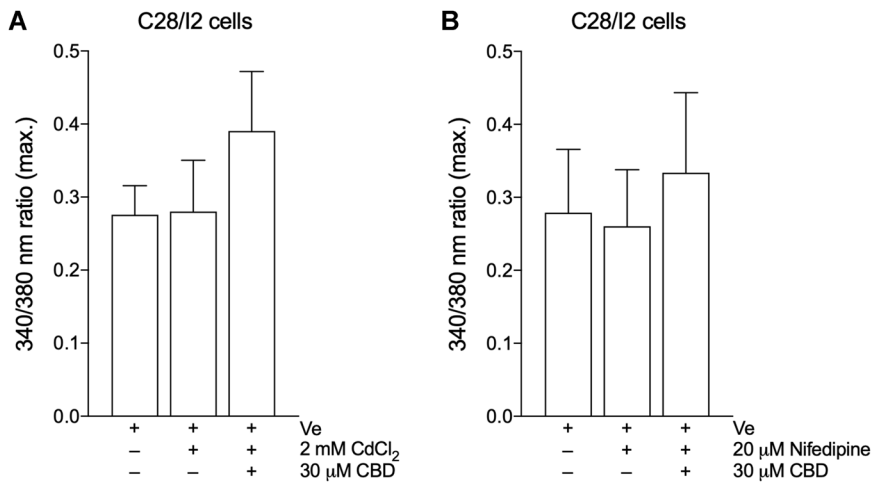 A
C28/I2 cells
340/380 nm ratio (max.)
0.5
0.4
0.3
0.2
0.1
0.0
+ + + Ve
– + + 2 mM CdCl₂
– – + 30 μM CBD
B
C28/I2 cells
340/380 nm ratio (max.)
0.5
0.4
0.3
0.2
0.1
0.0
+ + + Ve
– + + 20 μM Nifedipine
– – + 30 μM CBD